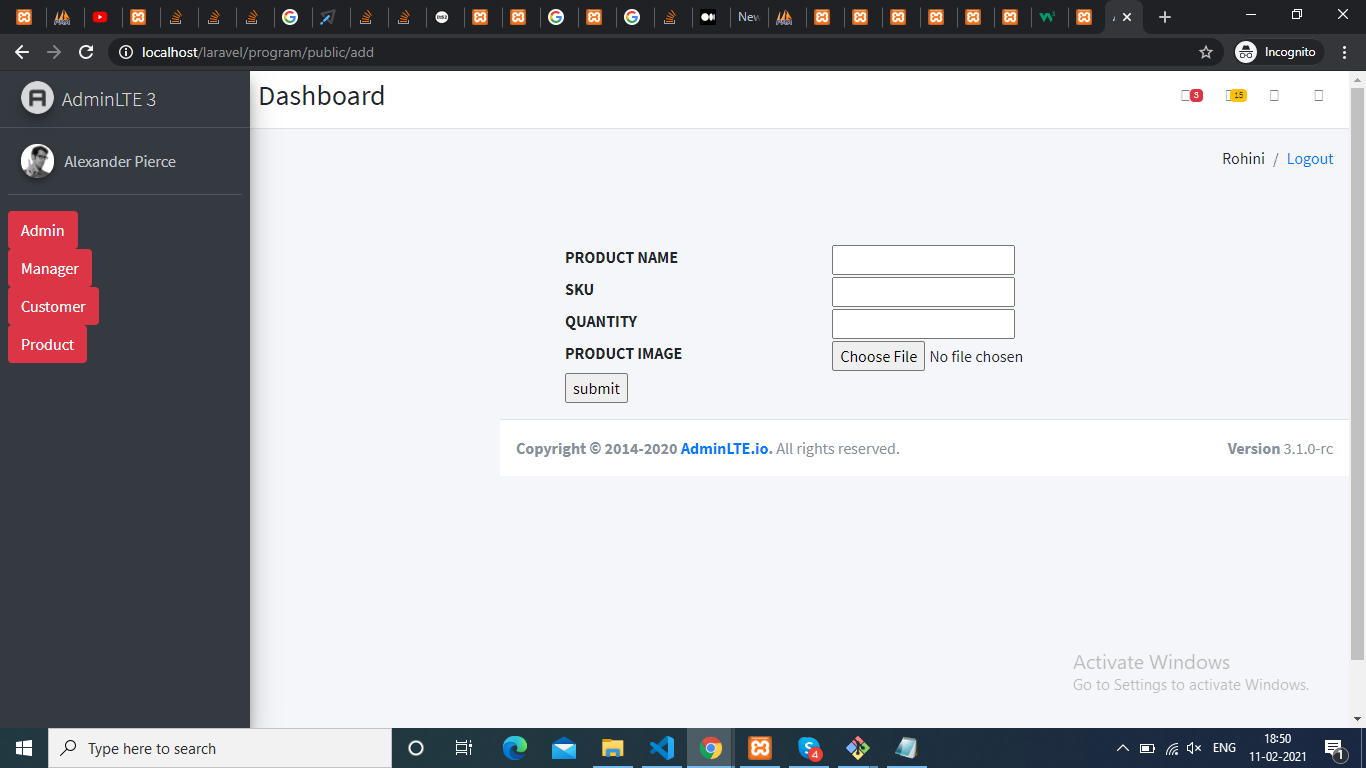 New
localhost/laravel/program/public/add
Incognito
AdminLTE 3
Dashboard
3
15
Alexander Pierce
Rohini / Logout
Admin
Manager
Customer
Product
PRODUCT NAME
SKU
QUANTITY
PRODUCT IMAGE
Choose File No file chosen
submit
Copyright © 2014-2020 AdminLTE.io. All rights reserved.
Version 3.1.0-rc
Activate Windows
Go to Settings to activate Windows.
Type here to search
4
ENG
18:50
11-02-2021
1